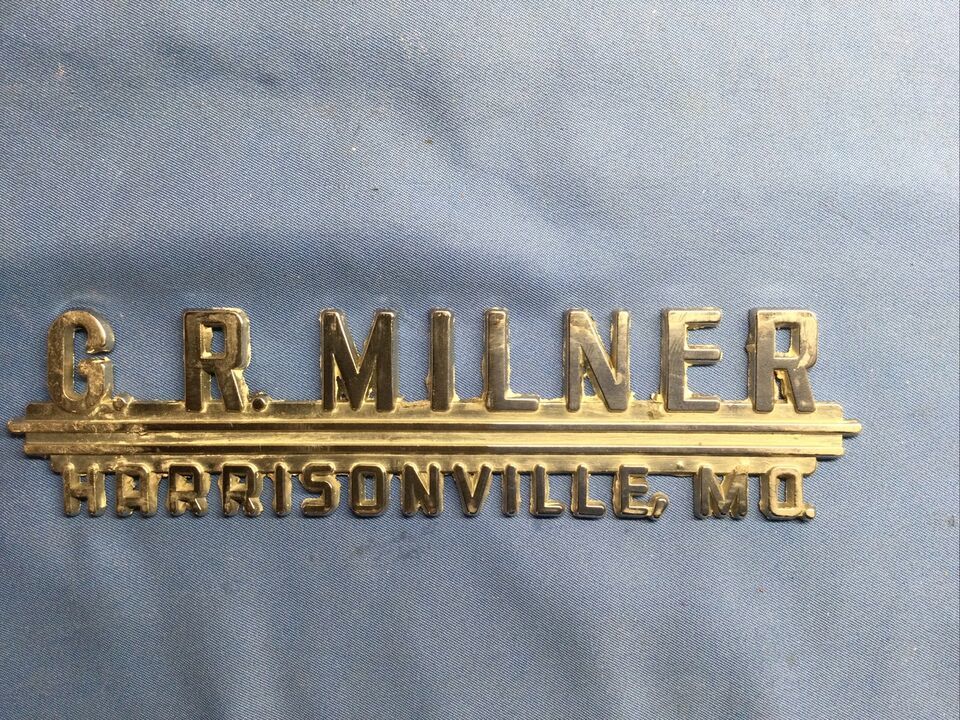 G. R. MILNER
HARRISONVILLE, MO.